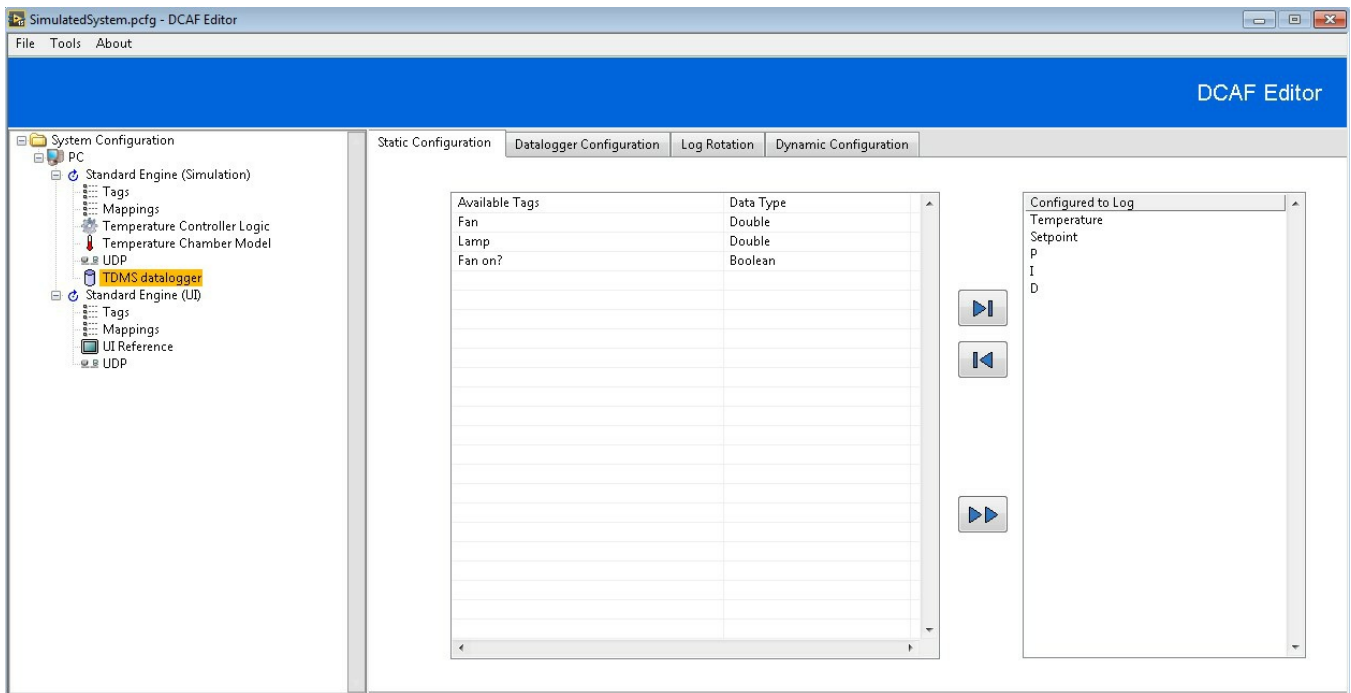 SimulatedSystem.pcfg - DCAF Editor
File Tools About
DCAF Editor
System Configuration
PC
Standard Engine (Simulation)
Tags
Mappings
Temperature Controller Logic
Temperature Chamber Model
UDP
TDMS datalogger
Standard Engine (UI)
Tags
Mappings
UI Reference
UDP
Static Configuration Datalogger Configuration Log Rotation Dynamic Configuration
Available Tags Data Type
Fan Double
Lamp Double
Fan on? Boolean
Configured to Log
Temperature
Setpoint
P
I
D